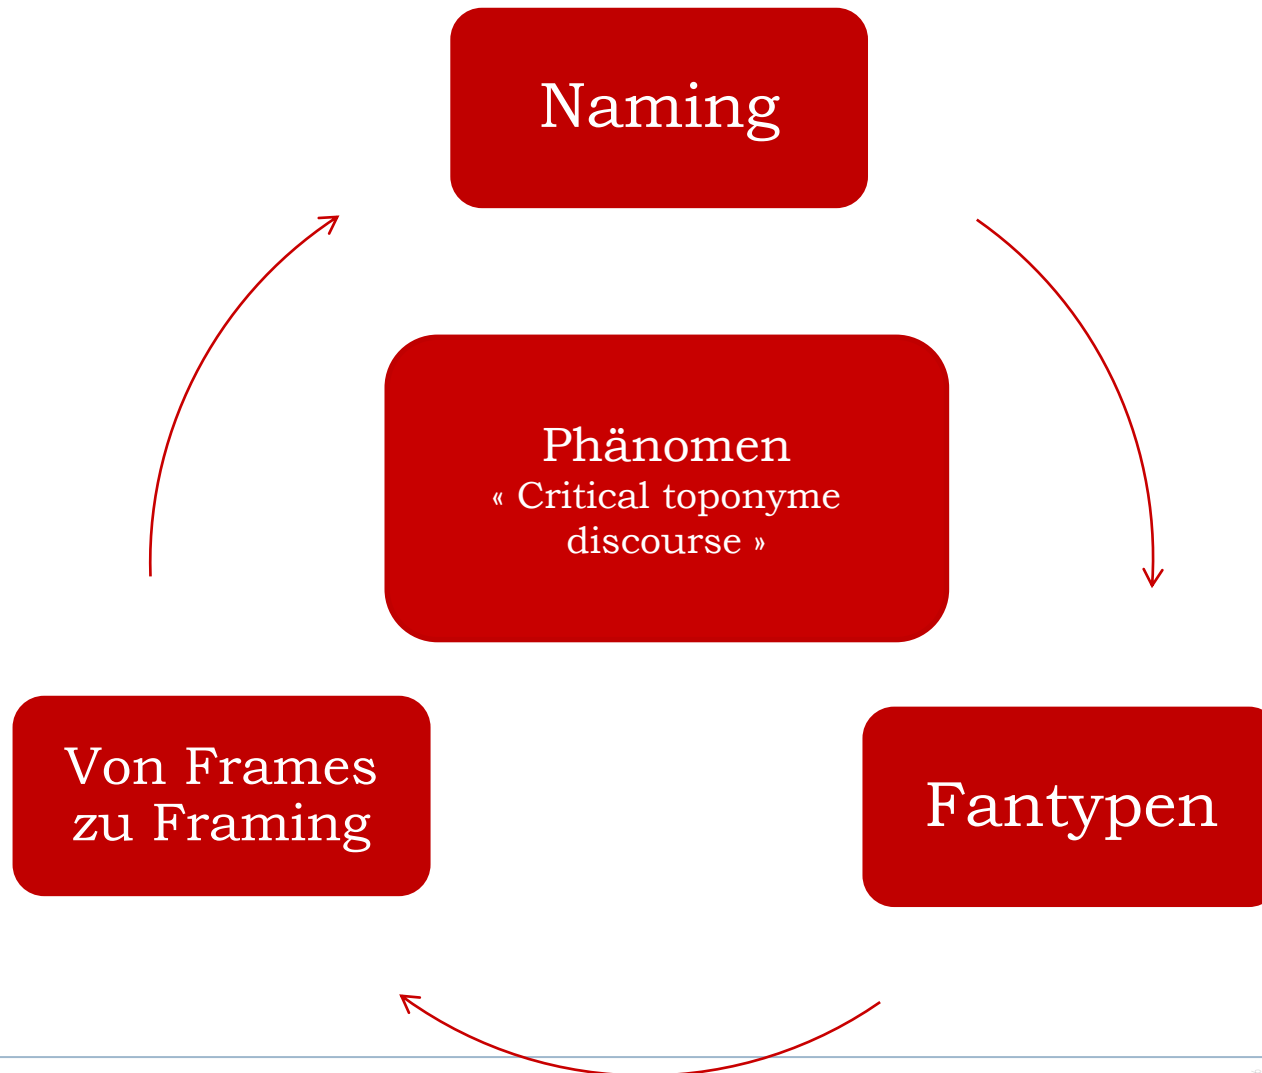 Naming
Phänomen
« Critical toponyme
discourse »
Von Frames
zu Framing
Fantypen